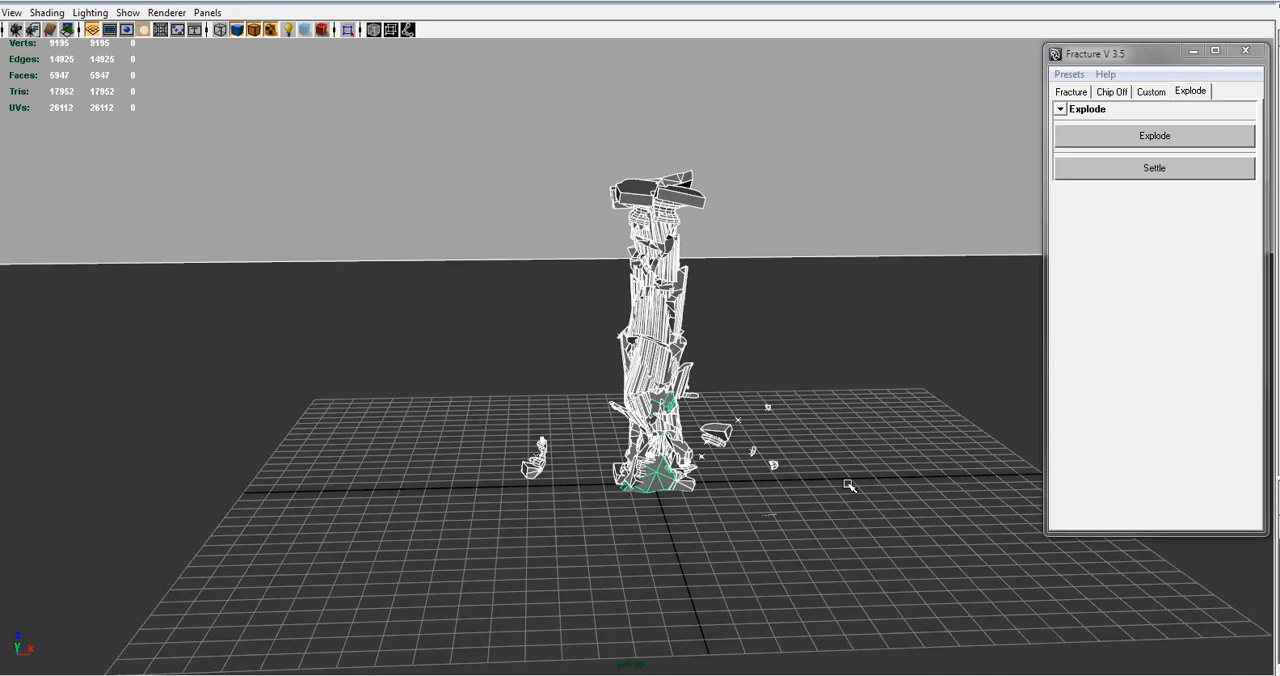 View Shading Lighting Show Renderer Panels
Verts: 9195 9195 0
Edges: 14925 14925 0
Faces: 5947 5947 0
Tris: 17952 17952 0
UVs: 26112 26112 0
Fracture V 3.5
Presets Help
Fracture Chip Off Custom Explode
Explode
Explode
Settle
z
y x
persp